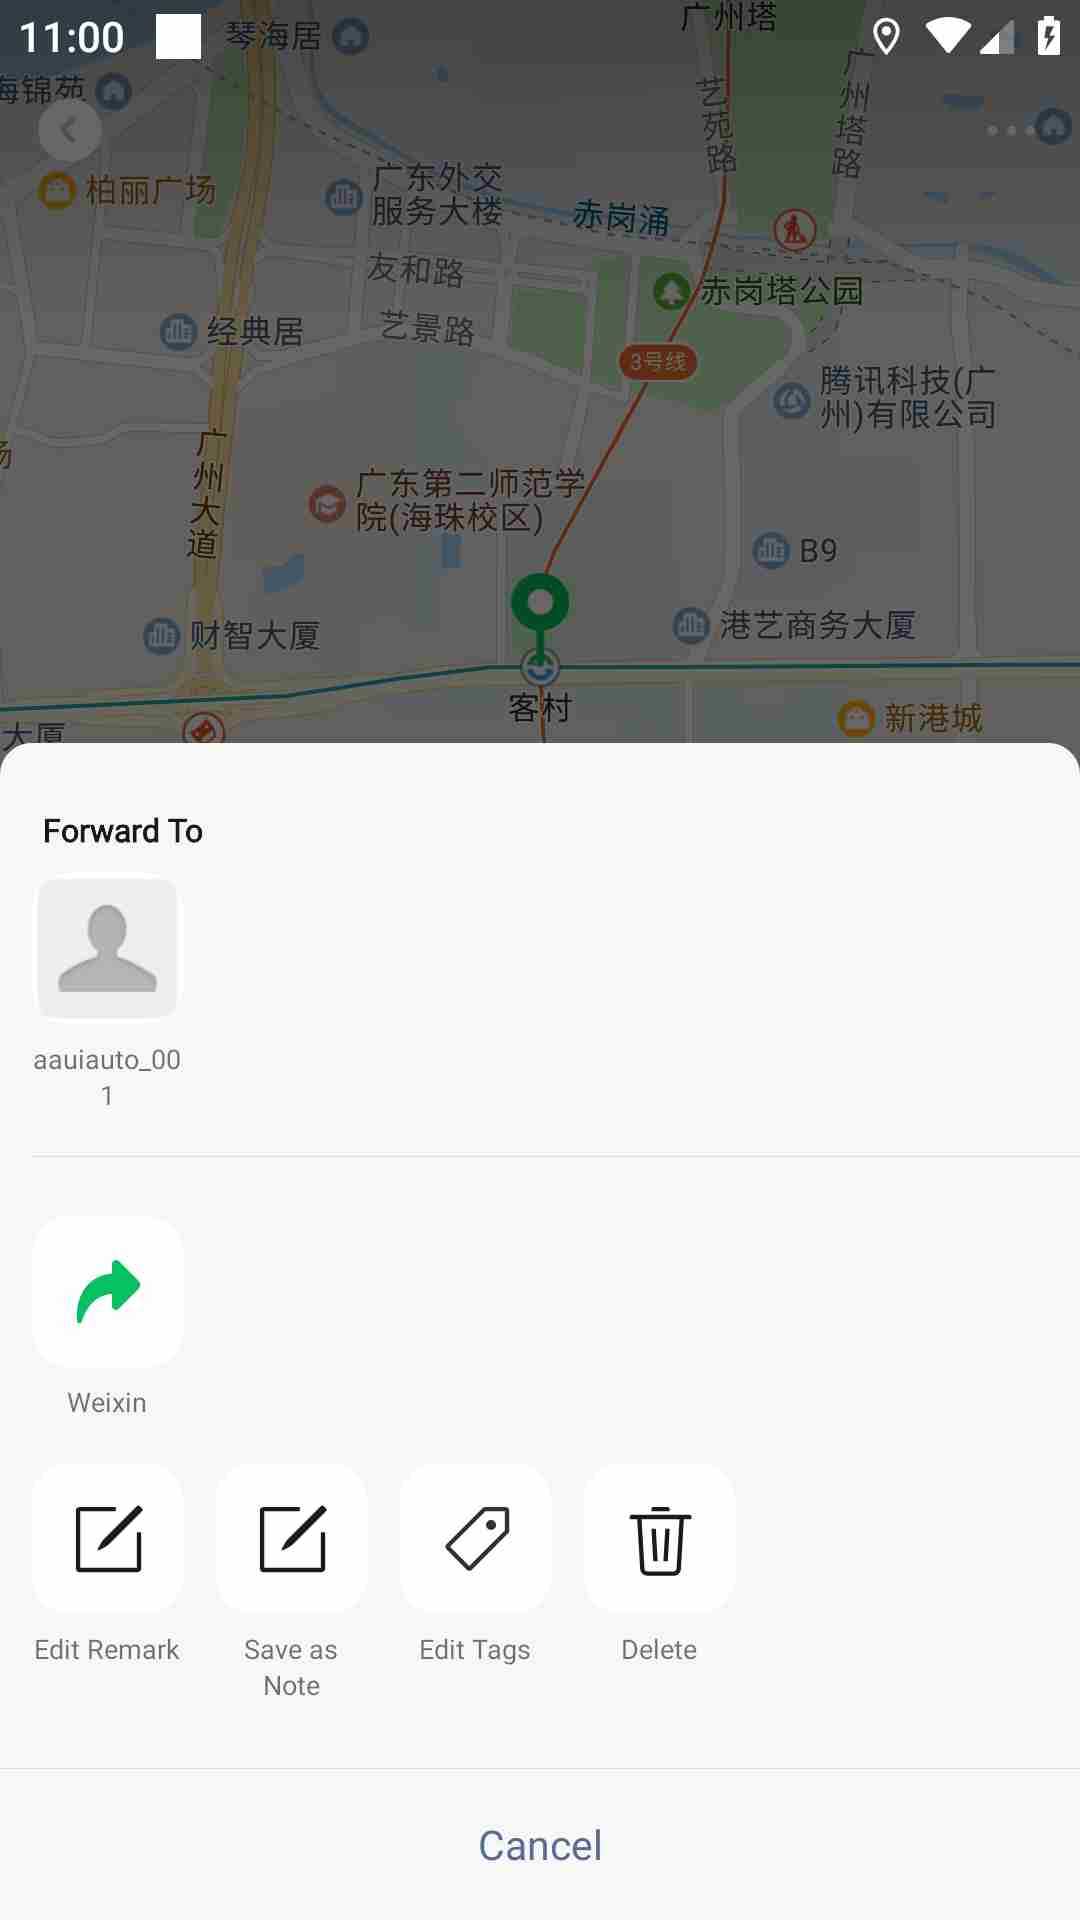 11:00
琴海居
广州塔
海锦苑
艺苑路
广州塔路
柏丽广场
广东外交
服务大楼
赤岗涌
友和路
赤岗塔公园
经典居
艺景路
3号线
腾讯科技(广
州)有限公司
场
广州大道
广东第二师范学
院(海珠校区)
B9
财智大厦
港艺商务大厦
客村
新港城
大厦
Forward To
aauiauto_00
1
Weixin
Edit Remark
Save as
Note
Edit Tags
Delete
Cancel